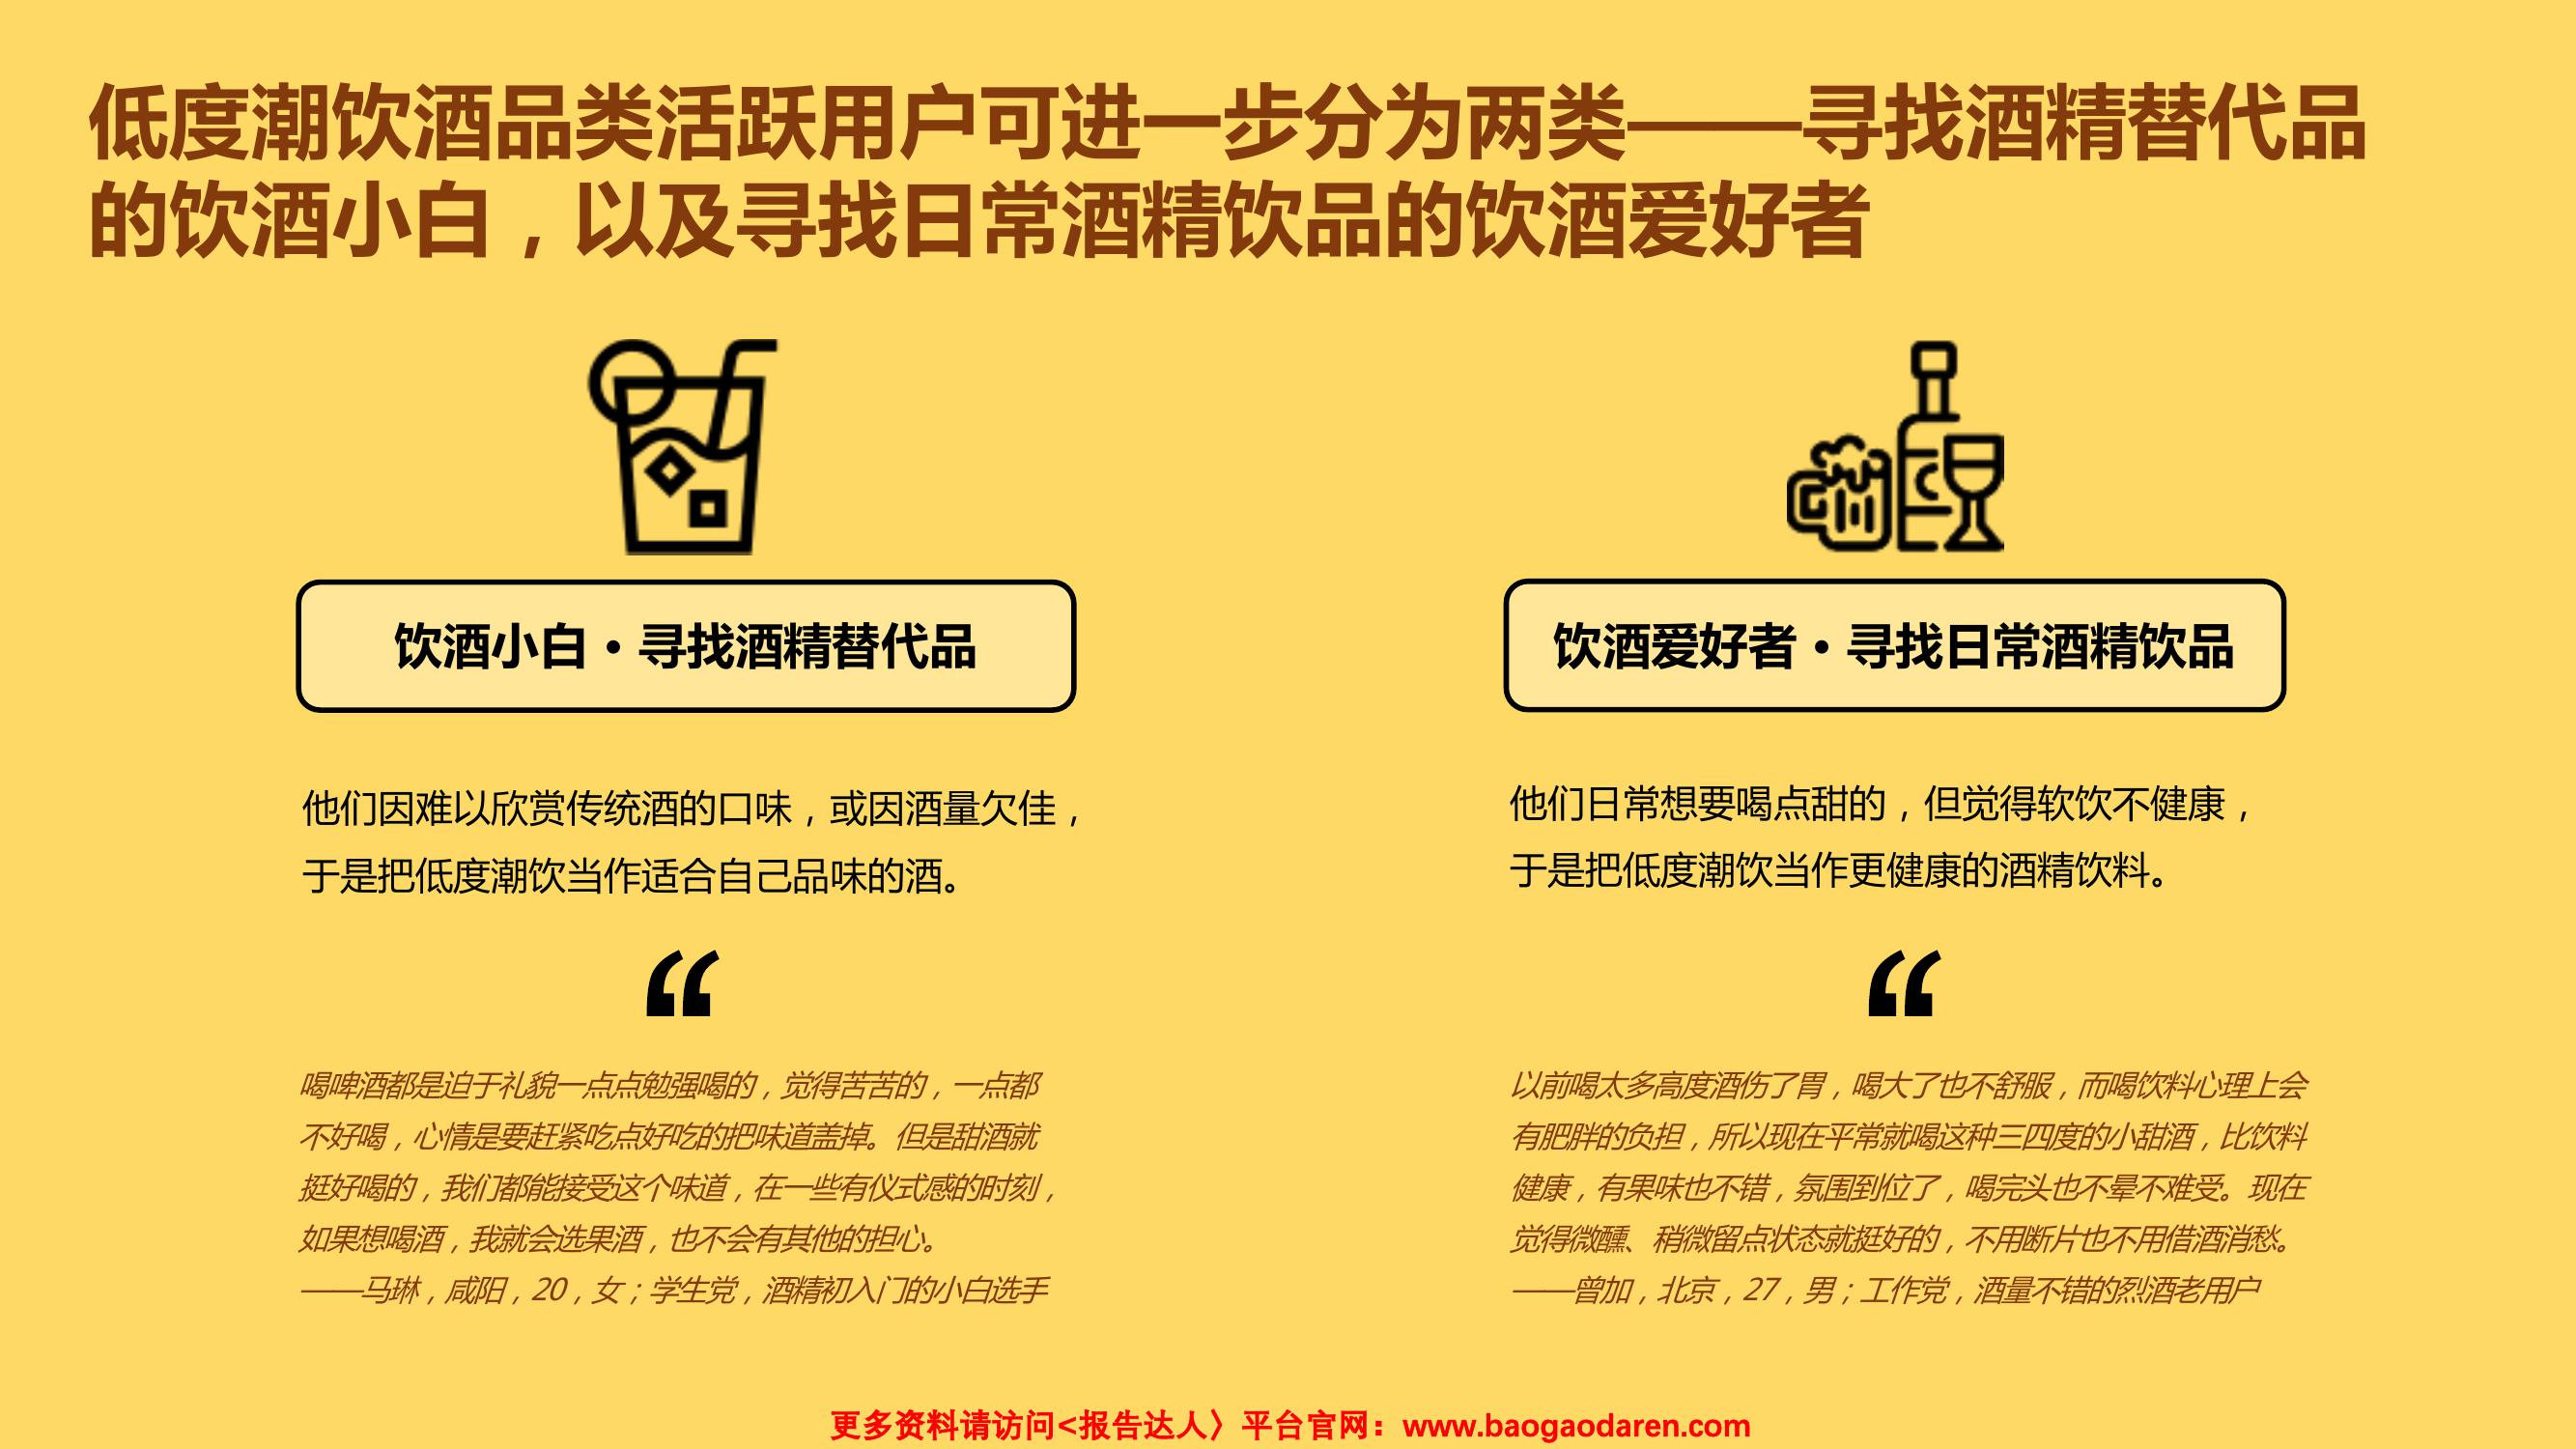 低度潮饮酒品类活跃用户可进一步分为两类——寻找酒精替代品
的饮酒小白，以及寻找日常酒精饮品的饮酒爱好者
饮酒小白·寻找酒精替代品
他们因难以欣赏传统酒的口味，或因酒量欠佳，
于是把低度潮饮当作适合自己品味的酒。
“
喝啤酒都是迫于礼貌一点点勉强喝的，觉得苦苦的，一点都
不好喝，心情是要赶紧吃点好吃的把味道盖掉。但是甜酒就
挺好喝的，我们都能接受这个味道，在一些有仪式感的时刻，
如果想喝酒，我就会选果酒，也不会有其他的担心。
——马琳，咸阳，20，女；学生党，酒精初入门的小白选手
饮酒爱好者·寻找日常酒精饮品
他们日常想要喝点甜的，但觉得软饮不健康，
于是把低度潮饮当作更健康的酒精饮料。
“
以前喝太多高度酒伤了胃，喝大了也不舒服，而喝饮料心理上会
有肥胖的负担，所以现在平常就喝这种三四度的小甜酒，比饮料
健康，有果味也不错，氛围到位了，喝完头也不晕不难受。现在
觉得微醺、稍微留点状态就挺好的，不用断片也不用借酒消愁。
——曾加，北京，27，男；工作党，酒量不错的烈酒老用户
更多资料请访问<报告达人〉平台官网：www.baogaodaren.com